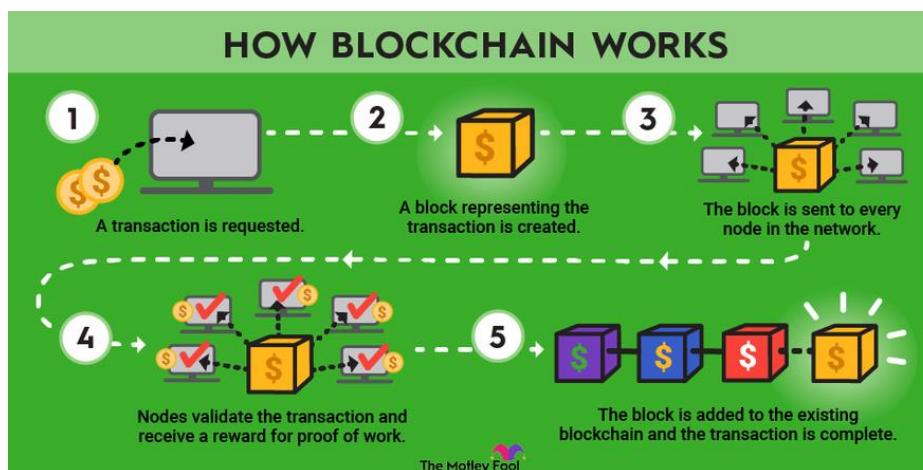 HOW BLOCKCHAIN WORKS
1
A transaction is requested.
2
A block representing the
transaction is created.
3
The block is sent to every
node in the network.
4
Nodes validate the transaction and
receive a reward for proof of work.
5
The block is added to the existing
blockchain and the transaction is complete.
The Motley Fool